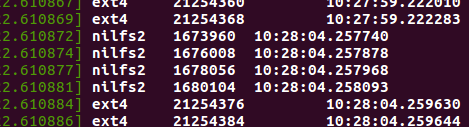 2.610867] ext4 21254360 10:27:59.222010
2.610869] ext4 21254368 10:27:59.222283
2.610872] nilfs2 1673960 10:28:04.257740
2.610874] nilfs2 1676008 10:28:04.257878
2.610877] nilfs2 1678056 10:28:04.257968
2.610881] nilfs2 1680104 10:28:04.258093
2.610884] ext4 21254376 10:28:04.259630
2.610886] ext4 21254384 10:28:04.259644